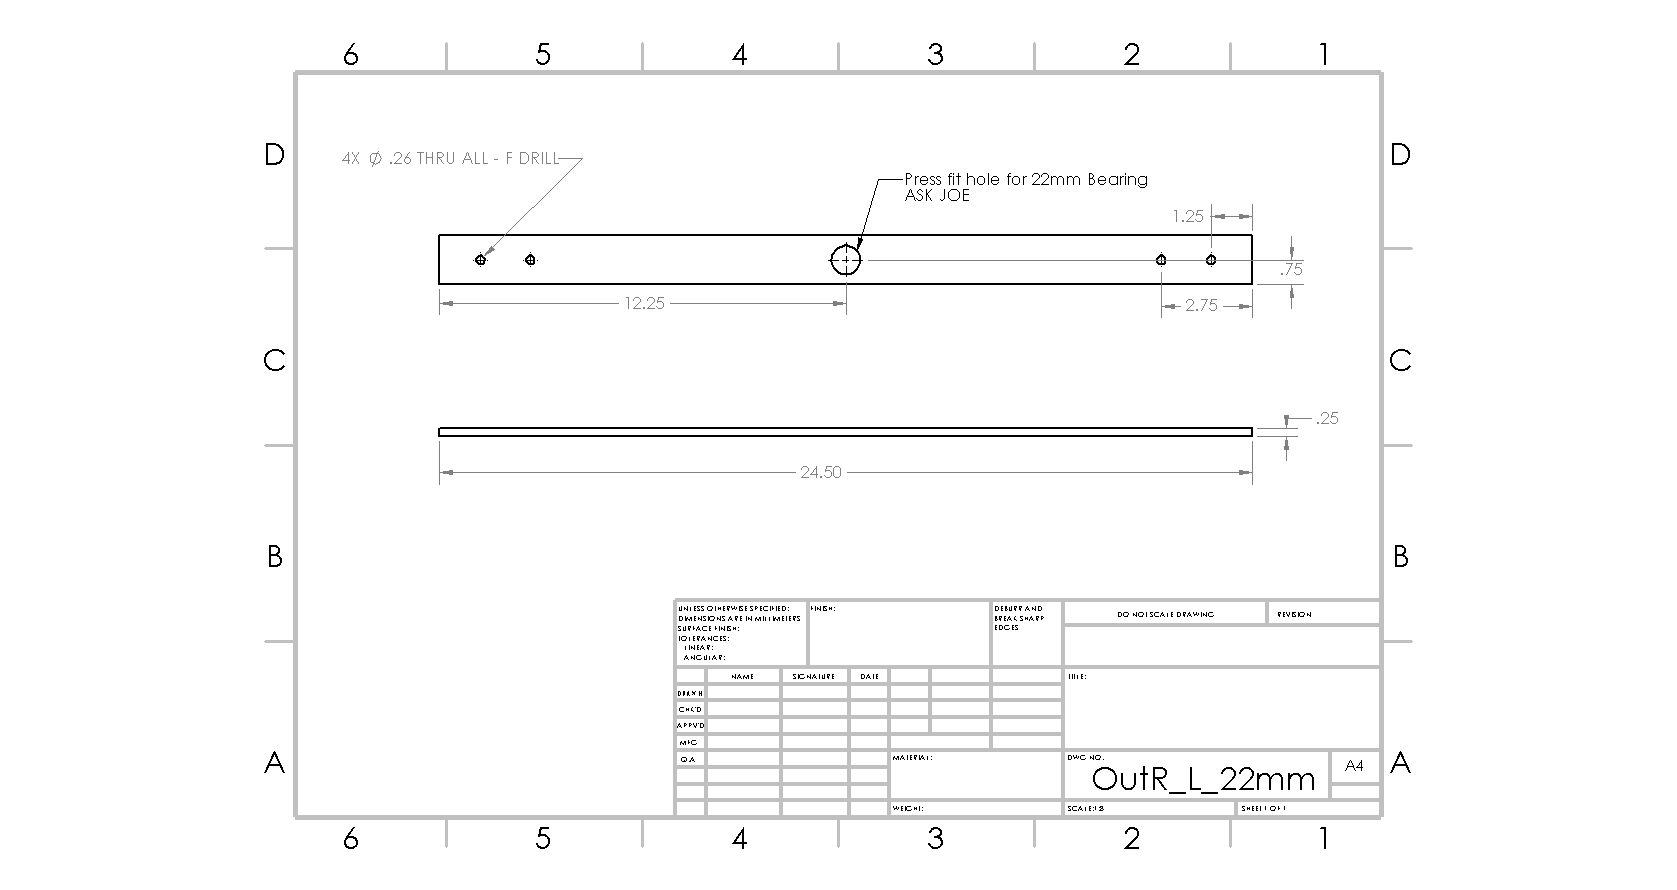 6 5 4 3 2 1
D D
4X Ø .26 THRU ALL - F DRILL
Press fit hole for 22mm Bearing
ASK JOE
1.25
.75
12.25
2.75
C C
.25
24.50
B B
UNLESS OTHERWISE SPECIFIED:
DIMENSIONS ARE IN MILLIMETERS
SURFACE FINISH:
TOLERANCES:
LINEAR:
ANGULAR:
FINISH:
DEBURR AND
BREAK SHARP
EDGES
DO NOT SCALE DRAWING
REVISION
NAME
SIGNATURE
DATE
TITLE:
DRAWN
CHK'D
APPV'D
MFG
Q.A
MATERIAL:
DWG NO.
OutR_L_22mm
A4
A A
WEIGHT:
SCALE:1:8
SHEET 1 OF 1
6 5 4 3 2 1